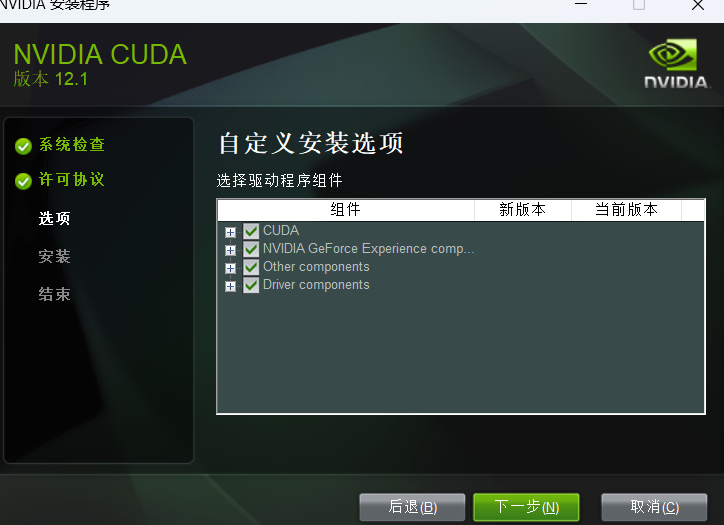 NVIDIA 安装程序
NVIDIA CUDA
版本 12.1
NVIDIA.
系统检查
许可协议
选项
安装
结束
自定义安装选项
选择驱动程序组件
组件 新版本 当前版本
CUDA
NVIDIA GeForce Experience comp...
Other components
Driver components
后退(B) 下一步(N) 取消(C)